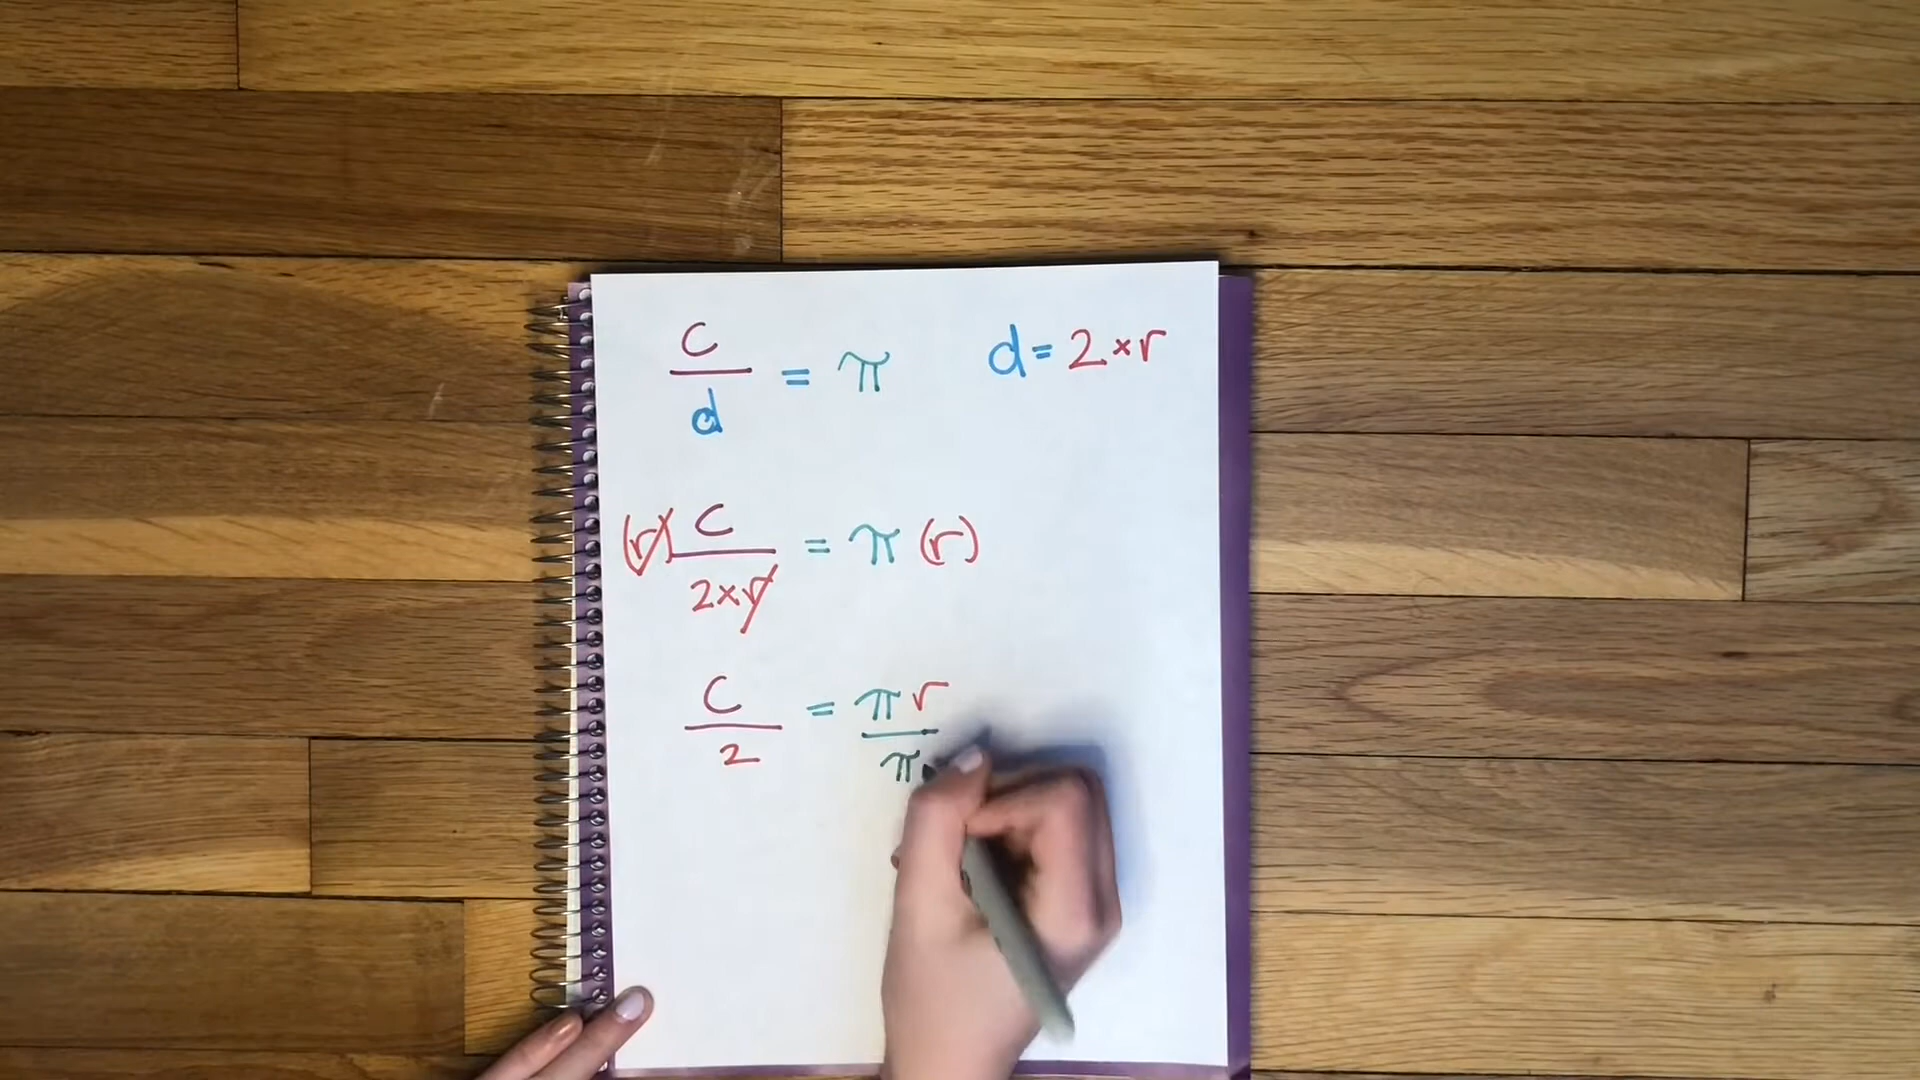 C/d = π    d = 2 × r
(r) C/2×r = π (r)
C/2 = πr/π